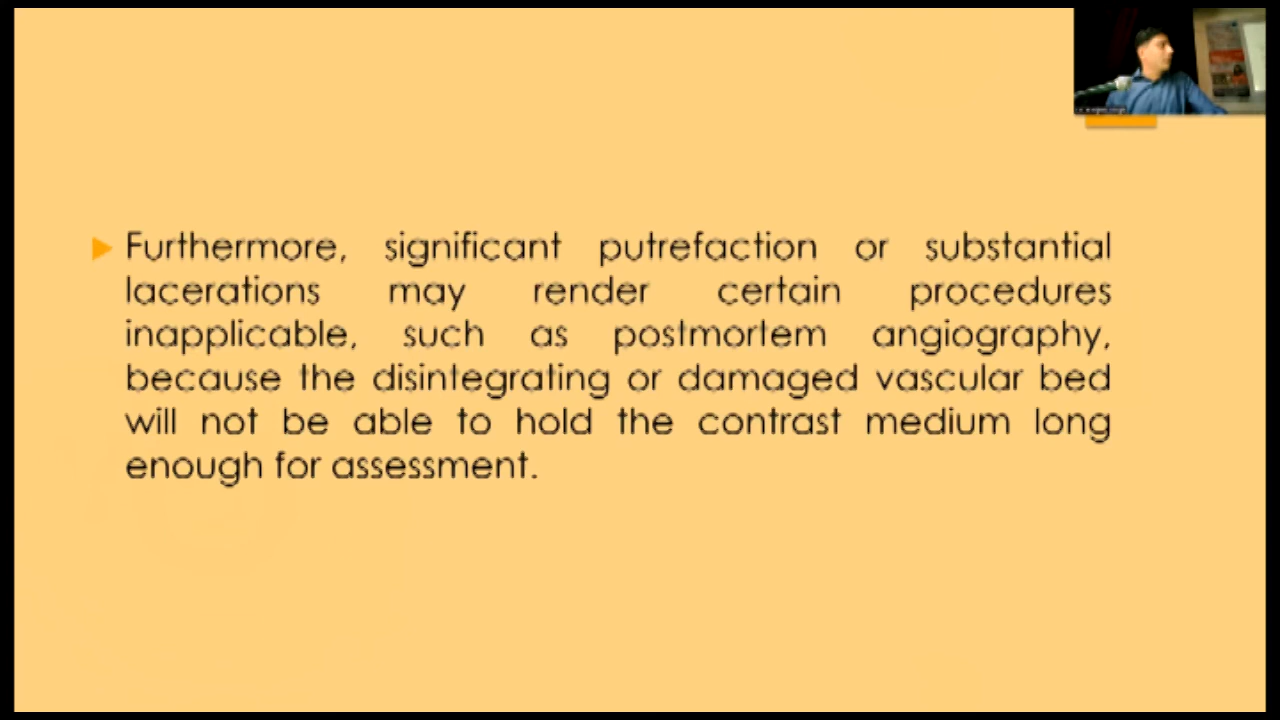 Furthermore, significant putrefaction or substantial
lacerations may render certain procedures
inapplicable, such as postmortem angiography,
because the disintegrating or damaged vascular bed
will not be able to hold the contrast medium long
enough for assessment.